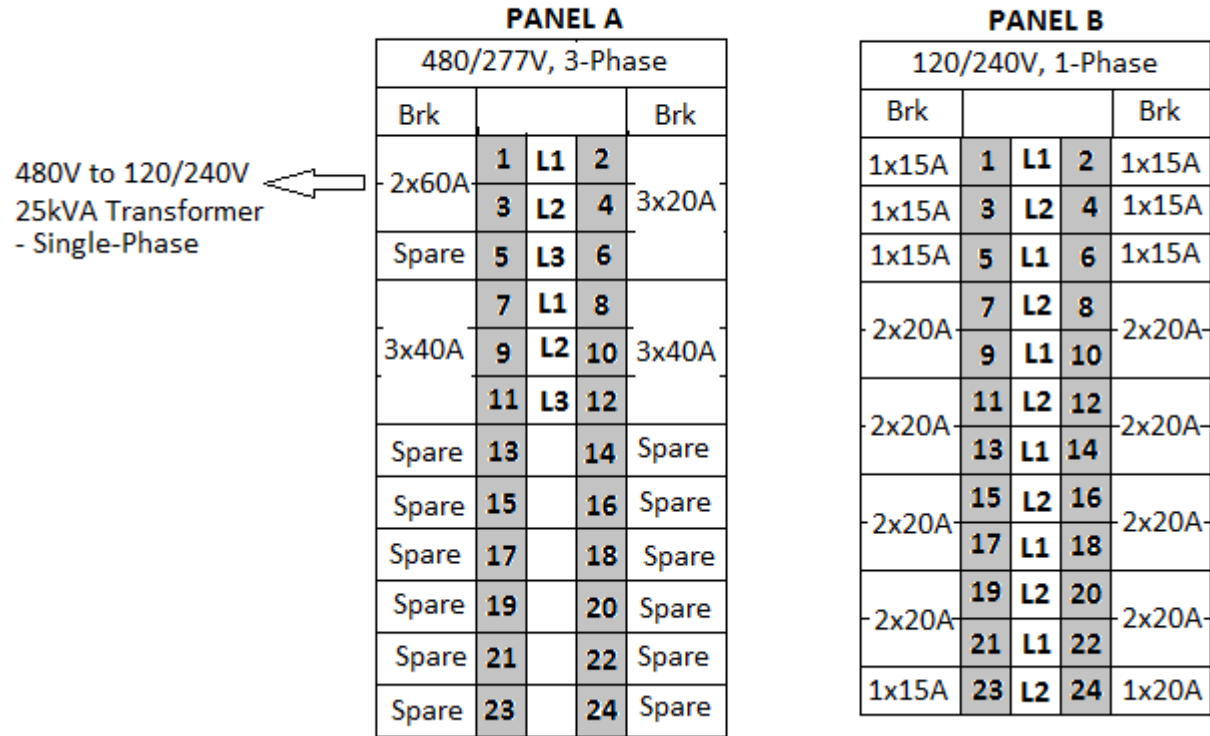 PANEL A
480/277V, 3-Phase
Brk Brk
1 L1 2
2x60A
3 L2 4 3x20A
Spare 5 L3 6
7 L1 8
3x40A 9 L2 10 3x40A
11 L3 12
Spare 13 14 Spare
Spare 15 16 Spare
Spare 17 18 Spare
Spare 19 20 Spare
Spare 21 22 Spare
Spare 23 24 Spare
480V to 120/240V
25kVA Transformer
- Single-Phase
PANEL B
120/240V, 1-Phase
Brk Brk
1x15A 1 L1 2 1x15A
1x15A 3 L2 4 1x15A
1x15A 5 L1 6 1x15A
7 L2 8
2x20A 2x20A
9 L1 10
11 L2 12
2x20A 2x20A
13 L1 14
15 L2 16
2x20A 2x20A
17 L1 18
19 L2 20
2x20A 2x20A
21 L1 22
1x15A 23 L2 24 1x20A